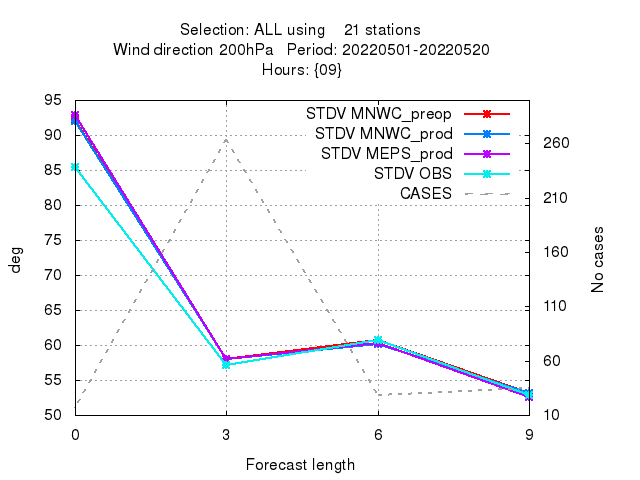 Selection: ALL using    21 stations
Wind direction 200hPa   Period: 20220501-20220520
Hours: {09}
STDV MNWC_preop
STDV MNWC_prod
STDV MEPS_prod
STDV OBS
CASES
95
90
85
80
75
70
65
60
55
50
deg
260
210
160
110
60
10
No cases
0 3 6 9
Forecast length